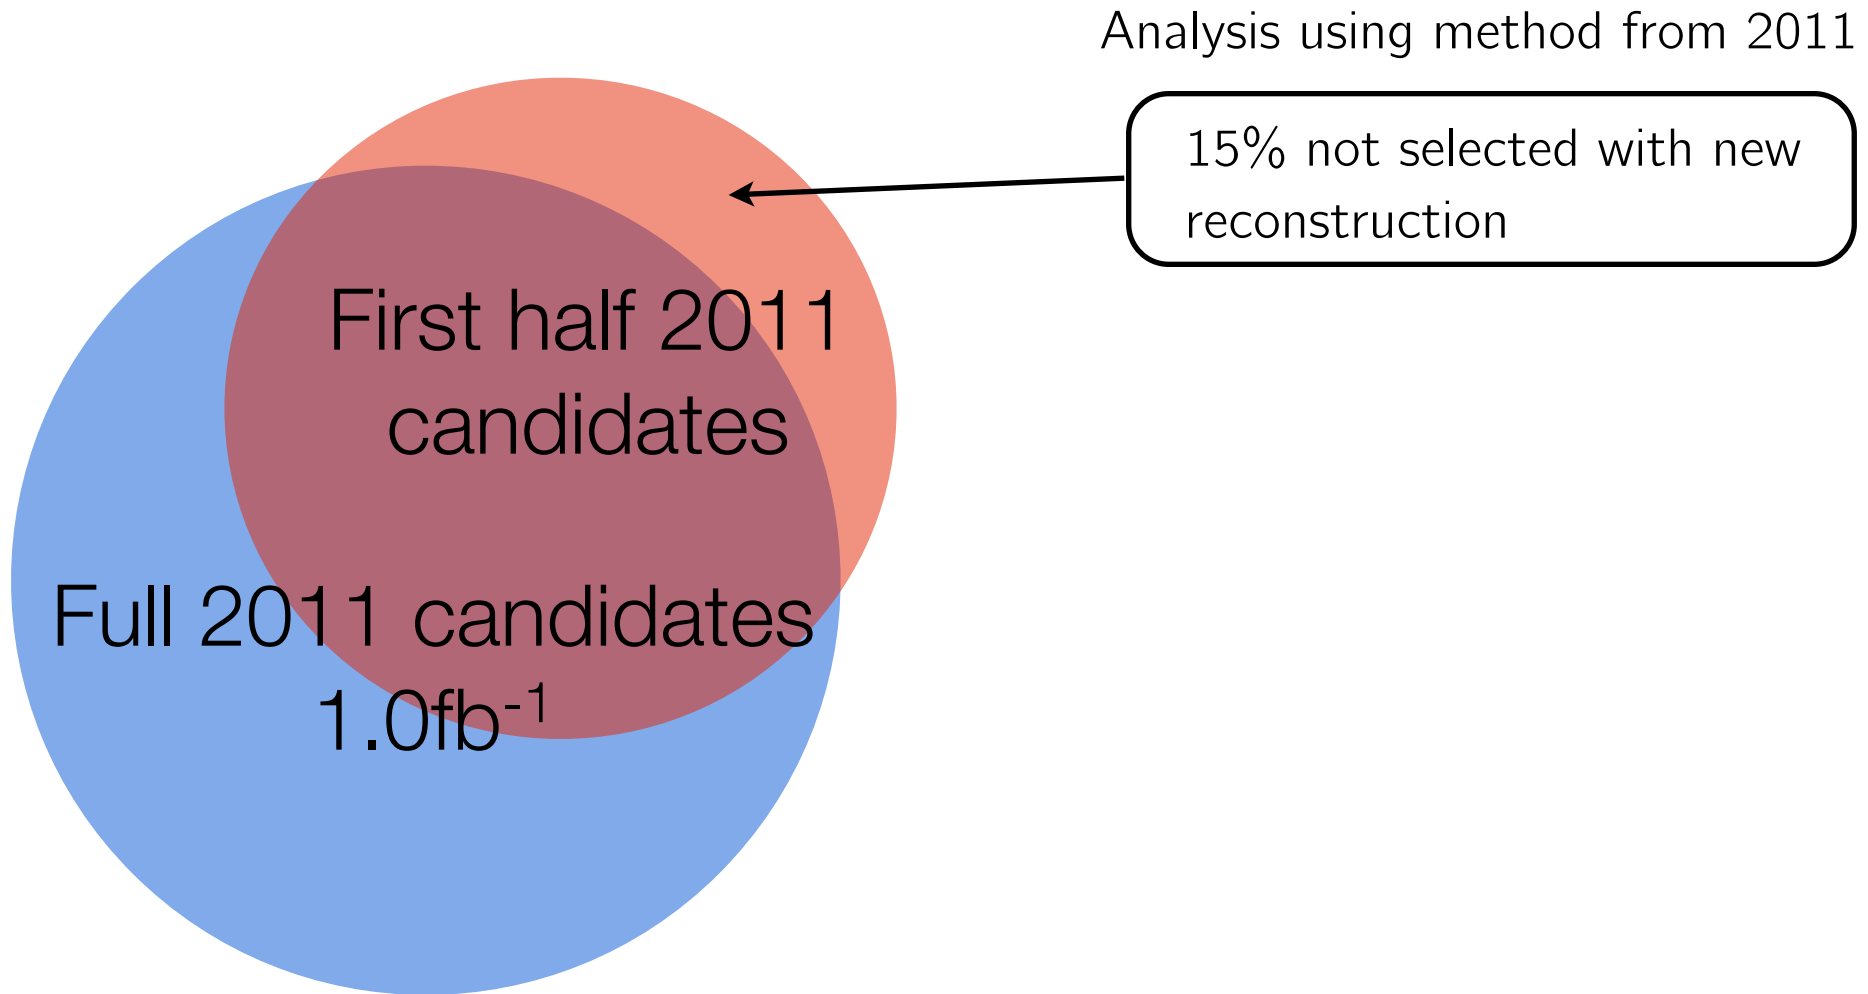 Analysis using method from 2011
15% not selected with new
reconstruction
First half 2011
candidates
Full 2011 candidates
1.0fb⁻¹